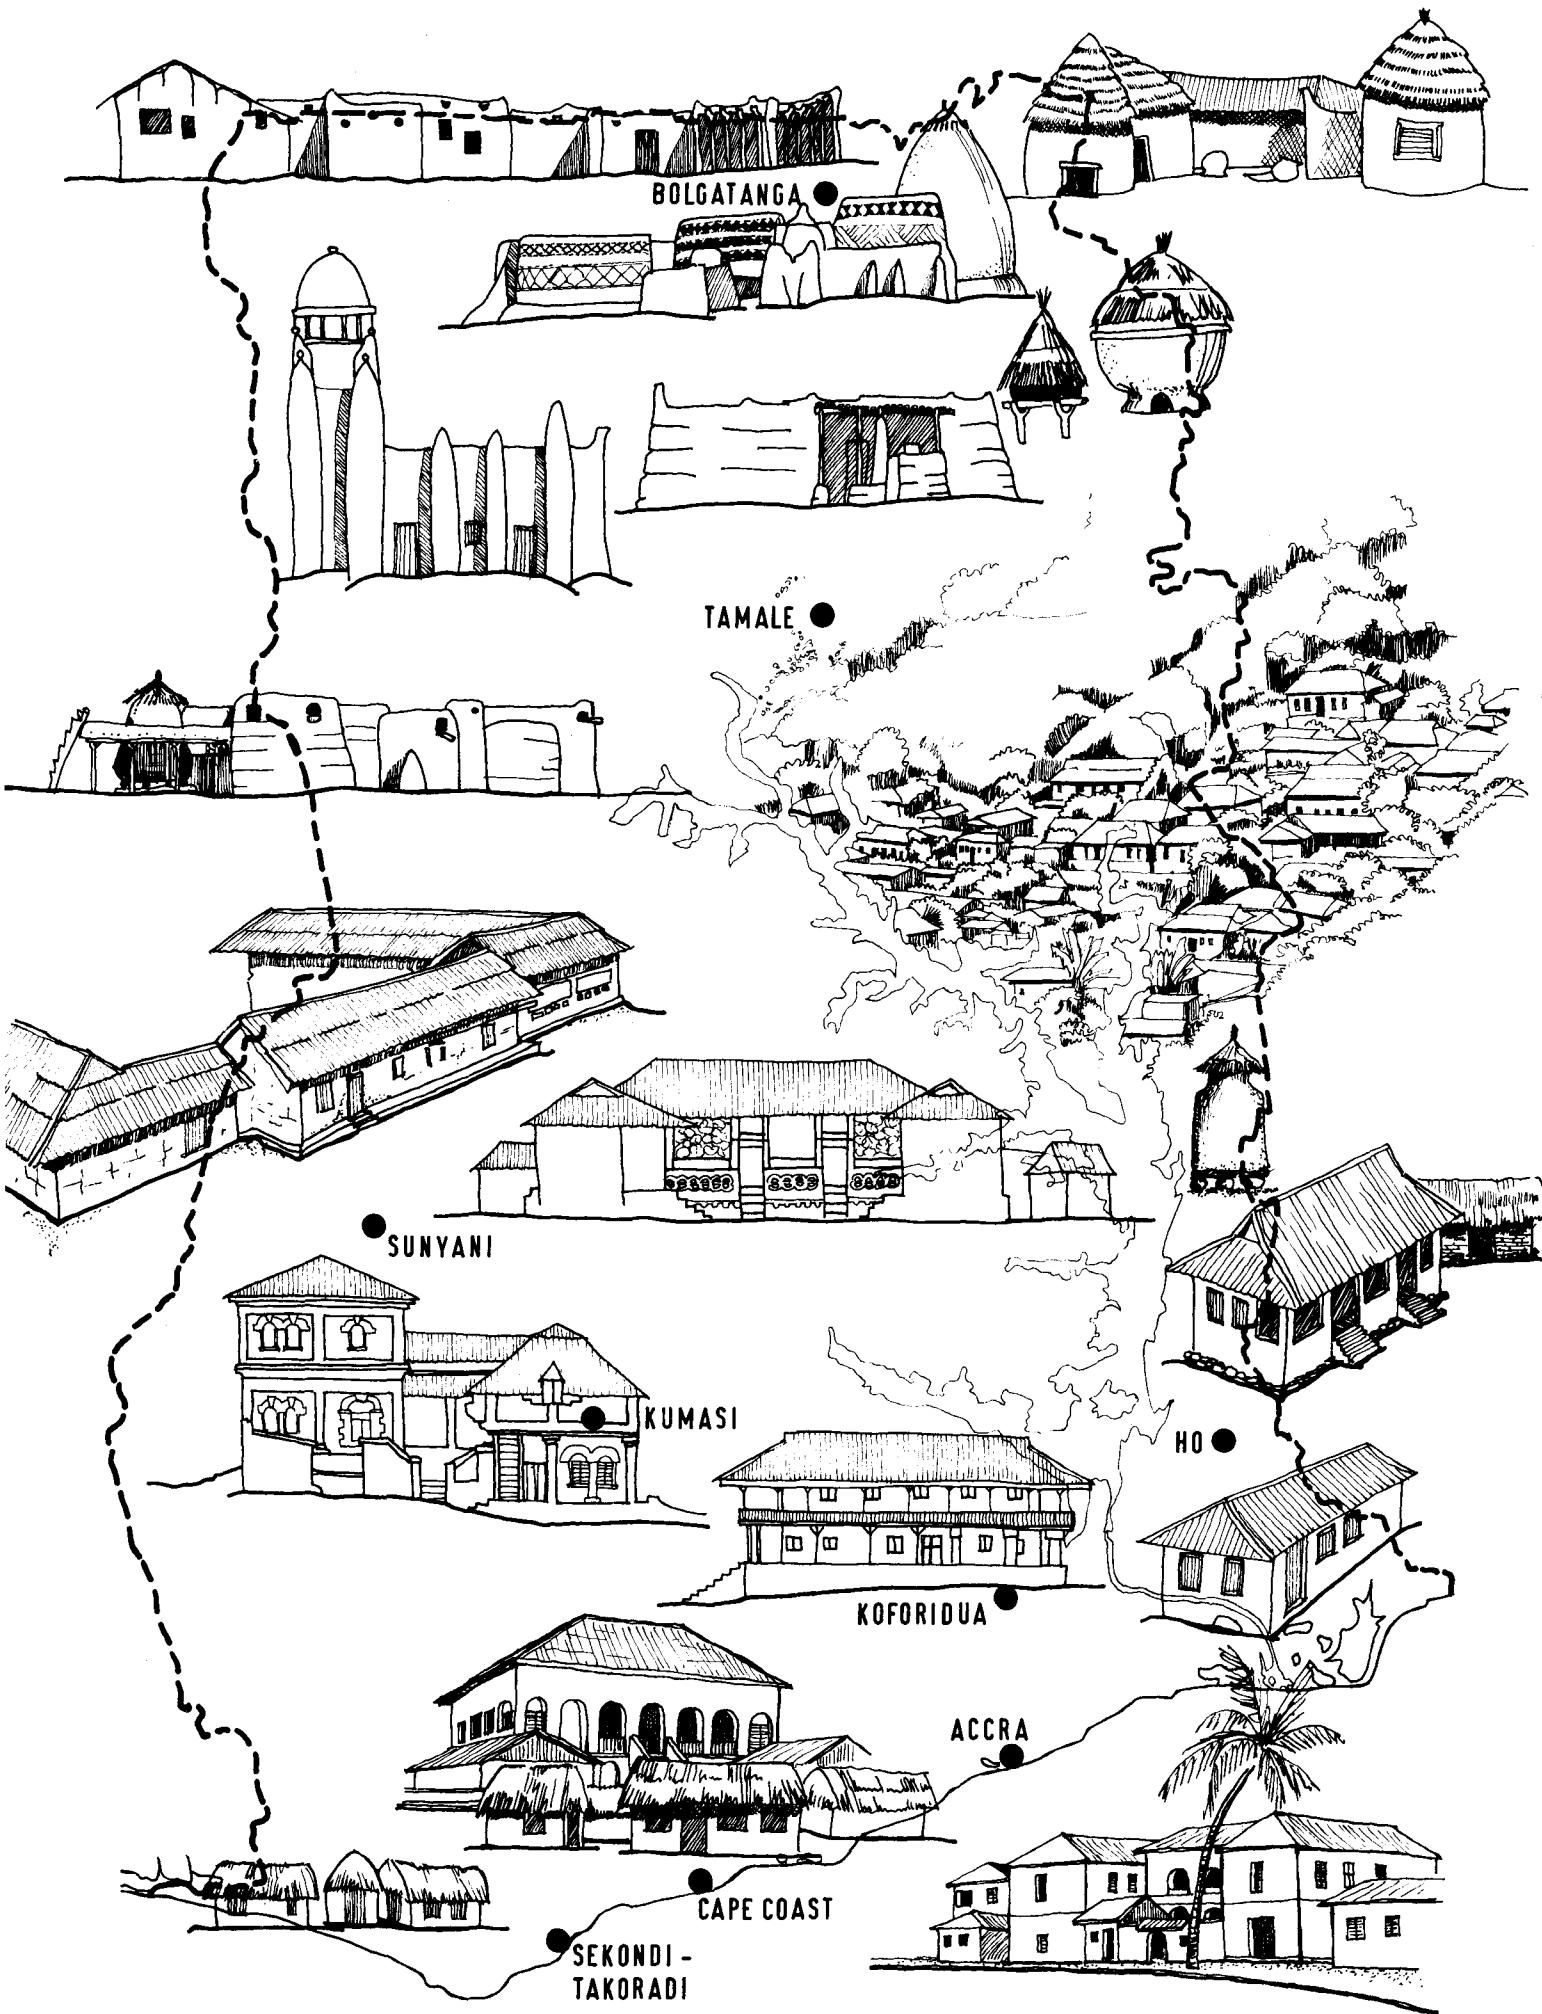 BOLGATANGA
TAMALE
SUNYANI
KUMASI
HO
KOFORIDUA
ACCRA
CAPE COAST
SEKONDI -
TAKORADI